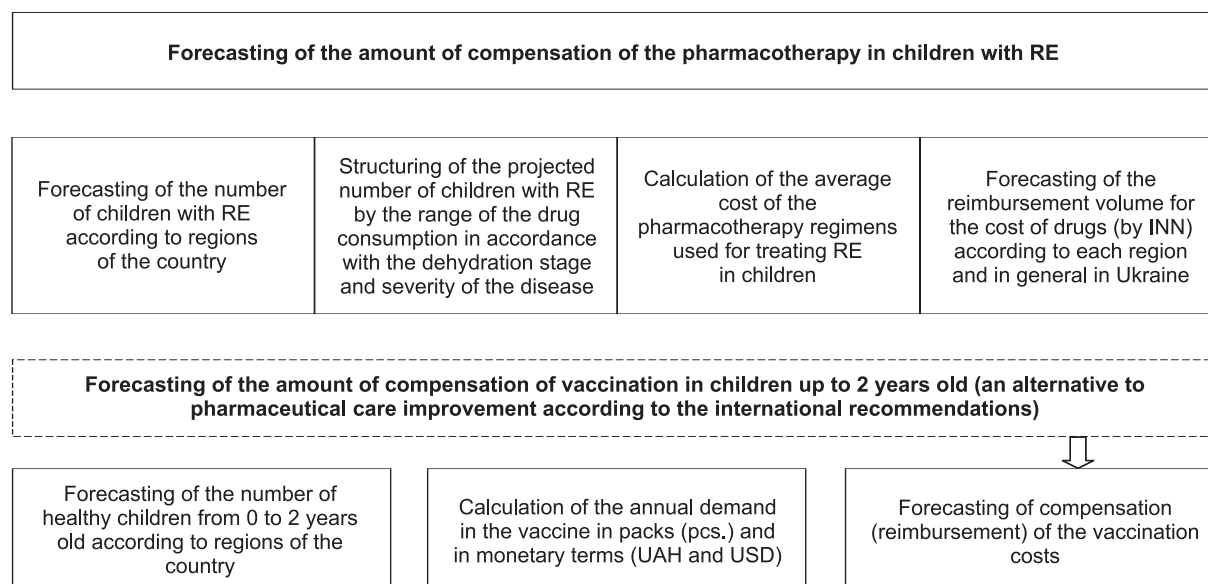 Forecasting of the amount of compensation of the pharmacotherapy in children with RE
Forecasting of the number
of children with RE
according to regions
of the country
Structuring of the projected
number of children with RE
by the range of the drug
consumption in accordance
with the dehydration stage
and severity of the disease
Calculation of the average
cost of the
pharmacotherapy regimens
used for treating RE
in children
Forecasting of the
reimbursement volume for
the cost of drugs (by INN)
according to each region
and in general in Ukraine
Forecasting of the amount of compensation of vaccination in children up to 2 years old (an alternative to
pharmaceutical care improvement according to the international recommendations)
Forecasting of the number of
healthy children from 0 to 2 years
old according to regions of the
country
Calculation of the annual demand
in the vaccine in packs (pcs.) and
in monetary terms (UAH and USD)
Forecasting of compensation
(reimbursement) of the vaccination
costs